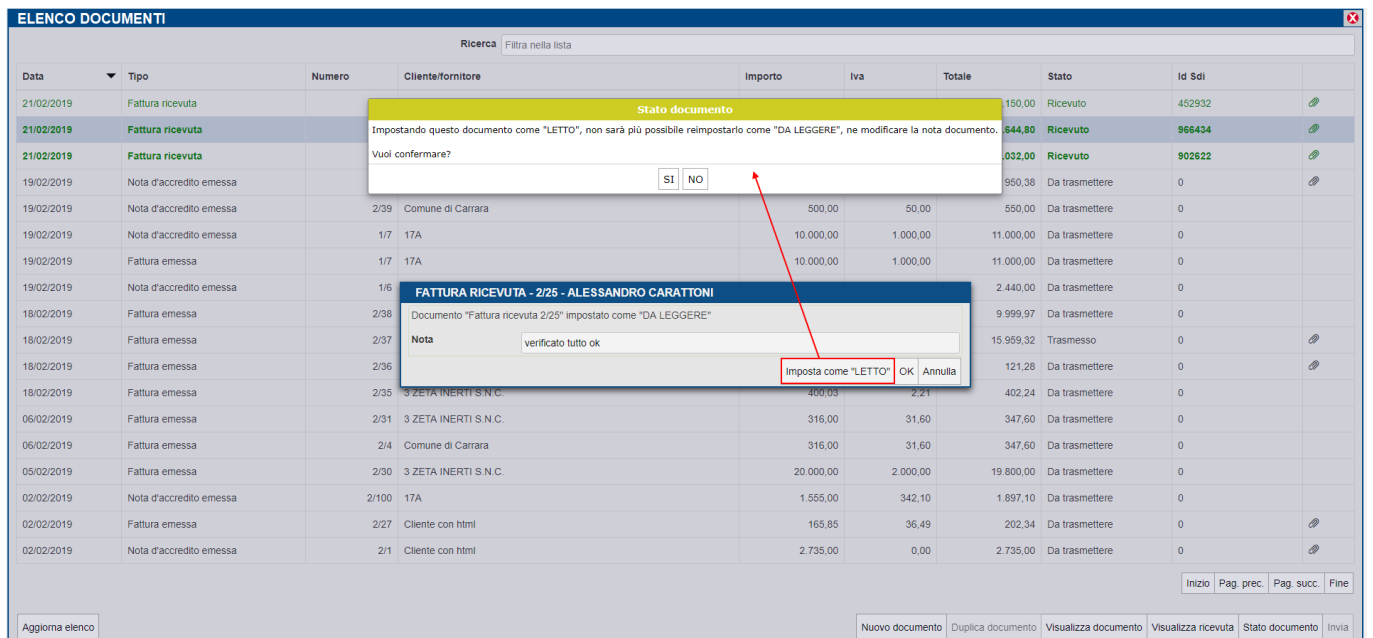 ELENCO DOCUMENTI
Ricerca Filtra nella lista
Data Tipo Numero Cliente/fornitore Importo Iva Totale Stato Id Sdi
21/02/2019 Fattura ricevuta .150,00 Ricevuto 452932
Stato documento
21/02/2019 Fattura ricevuta .644,80 Ricevuto 966434
Impostando questo documento come "LETTO", non sarà più possibile reimpostarlo come "DA LEGGERE", ne modificare la nota documento.
21/02/2019 Fattura ricevuta .032,00 Ricevuto 902622
Vuoi confermare?
SI NO
19/02/2019 Nota d'accredito emessa 950,38 Da trasmettere 0
19/02/2019 Nota d'accredito emessa 2/39 Comune di Carrara 500,00 50,00 550,00 Da trasmettere 0
19/02/2019 Nota d'accredito emessa 1/7 17A 10.000,00 1.000,00 11.000,00 Da trasmettere 0
19/02/2019 Fattura emessa 1/7 17A 10.000,00 1.000,00 11.000,00 Da trasmettere 0
19/02/2019 Nota d'accredito emessa 1/6 2.440,00 Da trasmettere 0
FATTURA RICEVUTA - 2/25 - ALESSANDRO CARATTONI
18/02/2019 Fattura emessa 2/38 9.999,97 Da trasmettere 0
Documento "Fattura ricevuta 2/25" impostato come "DA LEGGERE"
18/02/2019 Fattura emessa 2/37 15.959,32 Trasmesso 0
Nota verificato tutto ok
18/02/2019 Fattura emessa 2/36 121,28 Da trasmettere 0
Imposta come "LETTO" OK Annulla
18/02/2019 Fattura emessa 2/35 3 ZETA INERTI S.N.C. 400,03 2,21 402,24 Da trasmettere 0
06/02/2019 Fattura emessa 2/31 3 ZETA INERTI S.N.C. 316,00 31,60 347,60 Da trasmettere 0
06/02/2019 Fattura emessa 2/4 Comune di Carrara 316,00 31,60 347,60 Da trasmettere 0
05/02/2019 Fattura emessa 2/30 3 ZETA INERTI S.N.C. 20.000,00 2.000,00 19.800,00 Da trasmettere 0
02/02/2019 Nota d'accredito emessa 2/100 17A 1.555,00 342,10 1.897,10 Da trasmettere 0
02/02/2019 Fattura emessa 2/27 Cliente con html 165,85 36,49 202,34 Da trasmettere 0
02/02/2019 Nota d'accredito emessa 2/1 Cliente con html 2.735,00 0,00 2.735,00 Da trasmettere 0
Inizio Pag. prec. Pag. succ. Fine
Aggiorna elenco Nuovo documento Duplica documento Visualizza documento Visualizza ricevuta Stato documento Invia